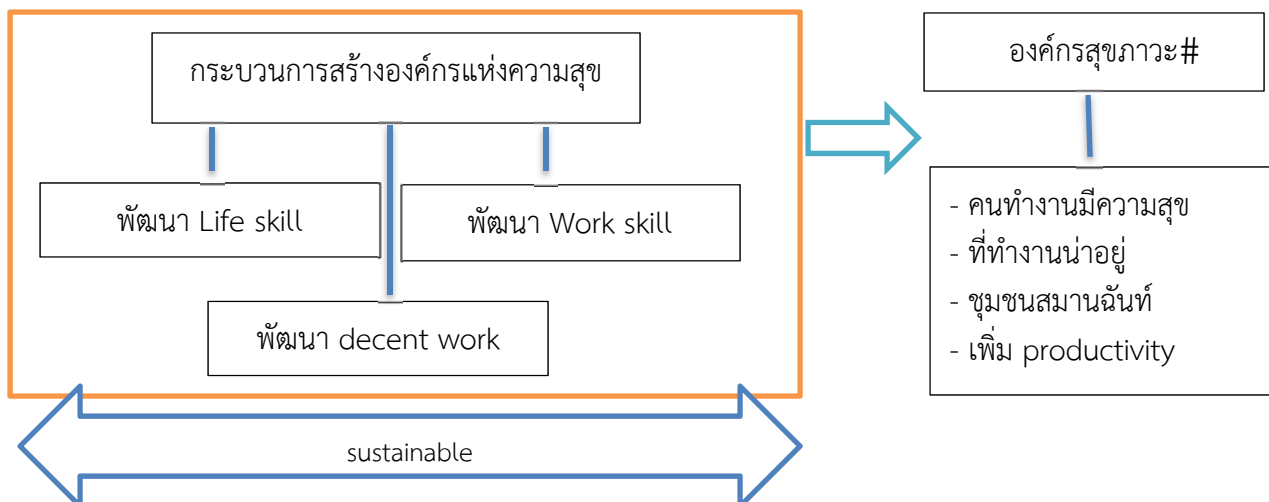 กระบวนการสร้างองค์กรแห่งความสุข
พัฒนา Life skill
พัฒนา Work skill
พัฒนา decent work
sustainable
องค์กรสุขภาวะ#
- คนทำงานมีความสุข
- ที่ทำงานน่าอยู่
- ชุมชนสมานฉันท์
- เพิ่ม productivity